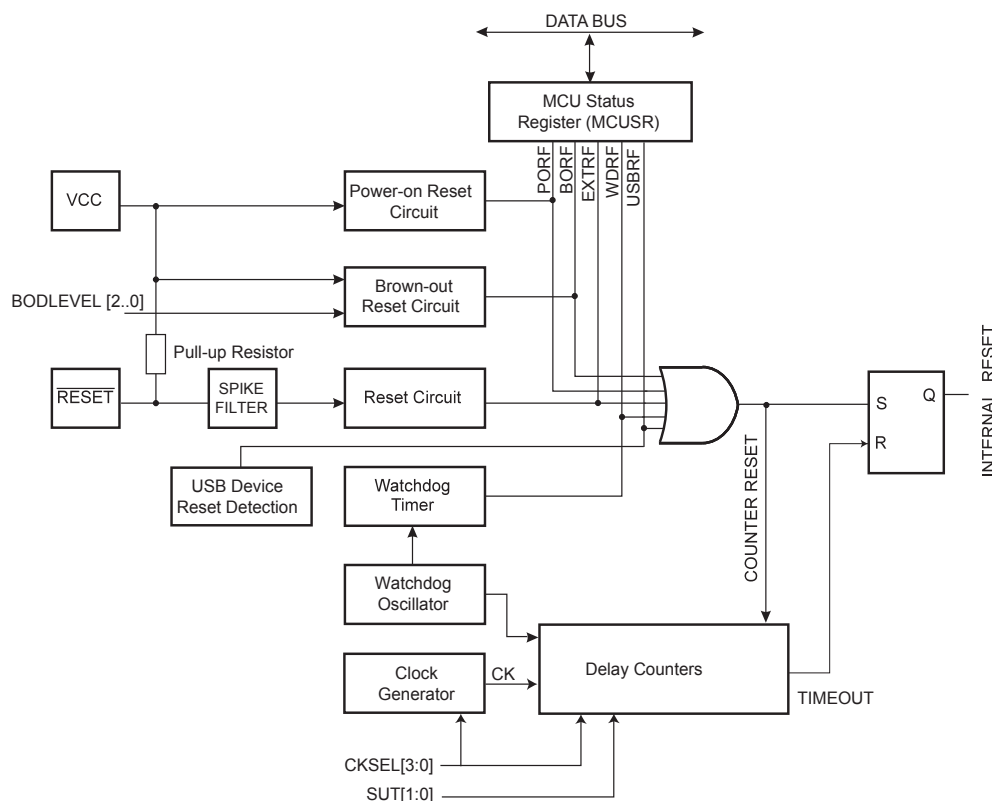 DATA BUS
MCU Status
Register (MCUSR)
PORF
BORF
EXTRF
WDRF
USBRF
VCC
Power-on Reset
Circuit
BODLEVEL [2..0]
Brown-out
Reset Circuit
Pull-up Resistor
RESET
SPIKE
FILTER
Reset Circuit
S
Q
R
INTERNAL RESET
USB Device
Reset Detection
Watchdog
Timer
COUNTER RESET
Watchdog
Oscillator
Clock
Generator
CK
Delay Counters
TIMEOUT
CKSEL[3:0]
SUT[1:0]